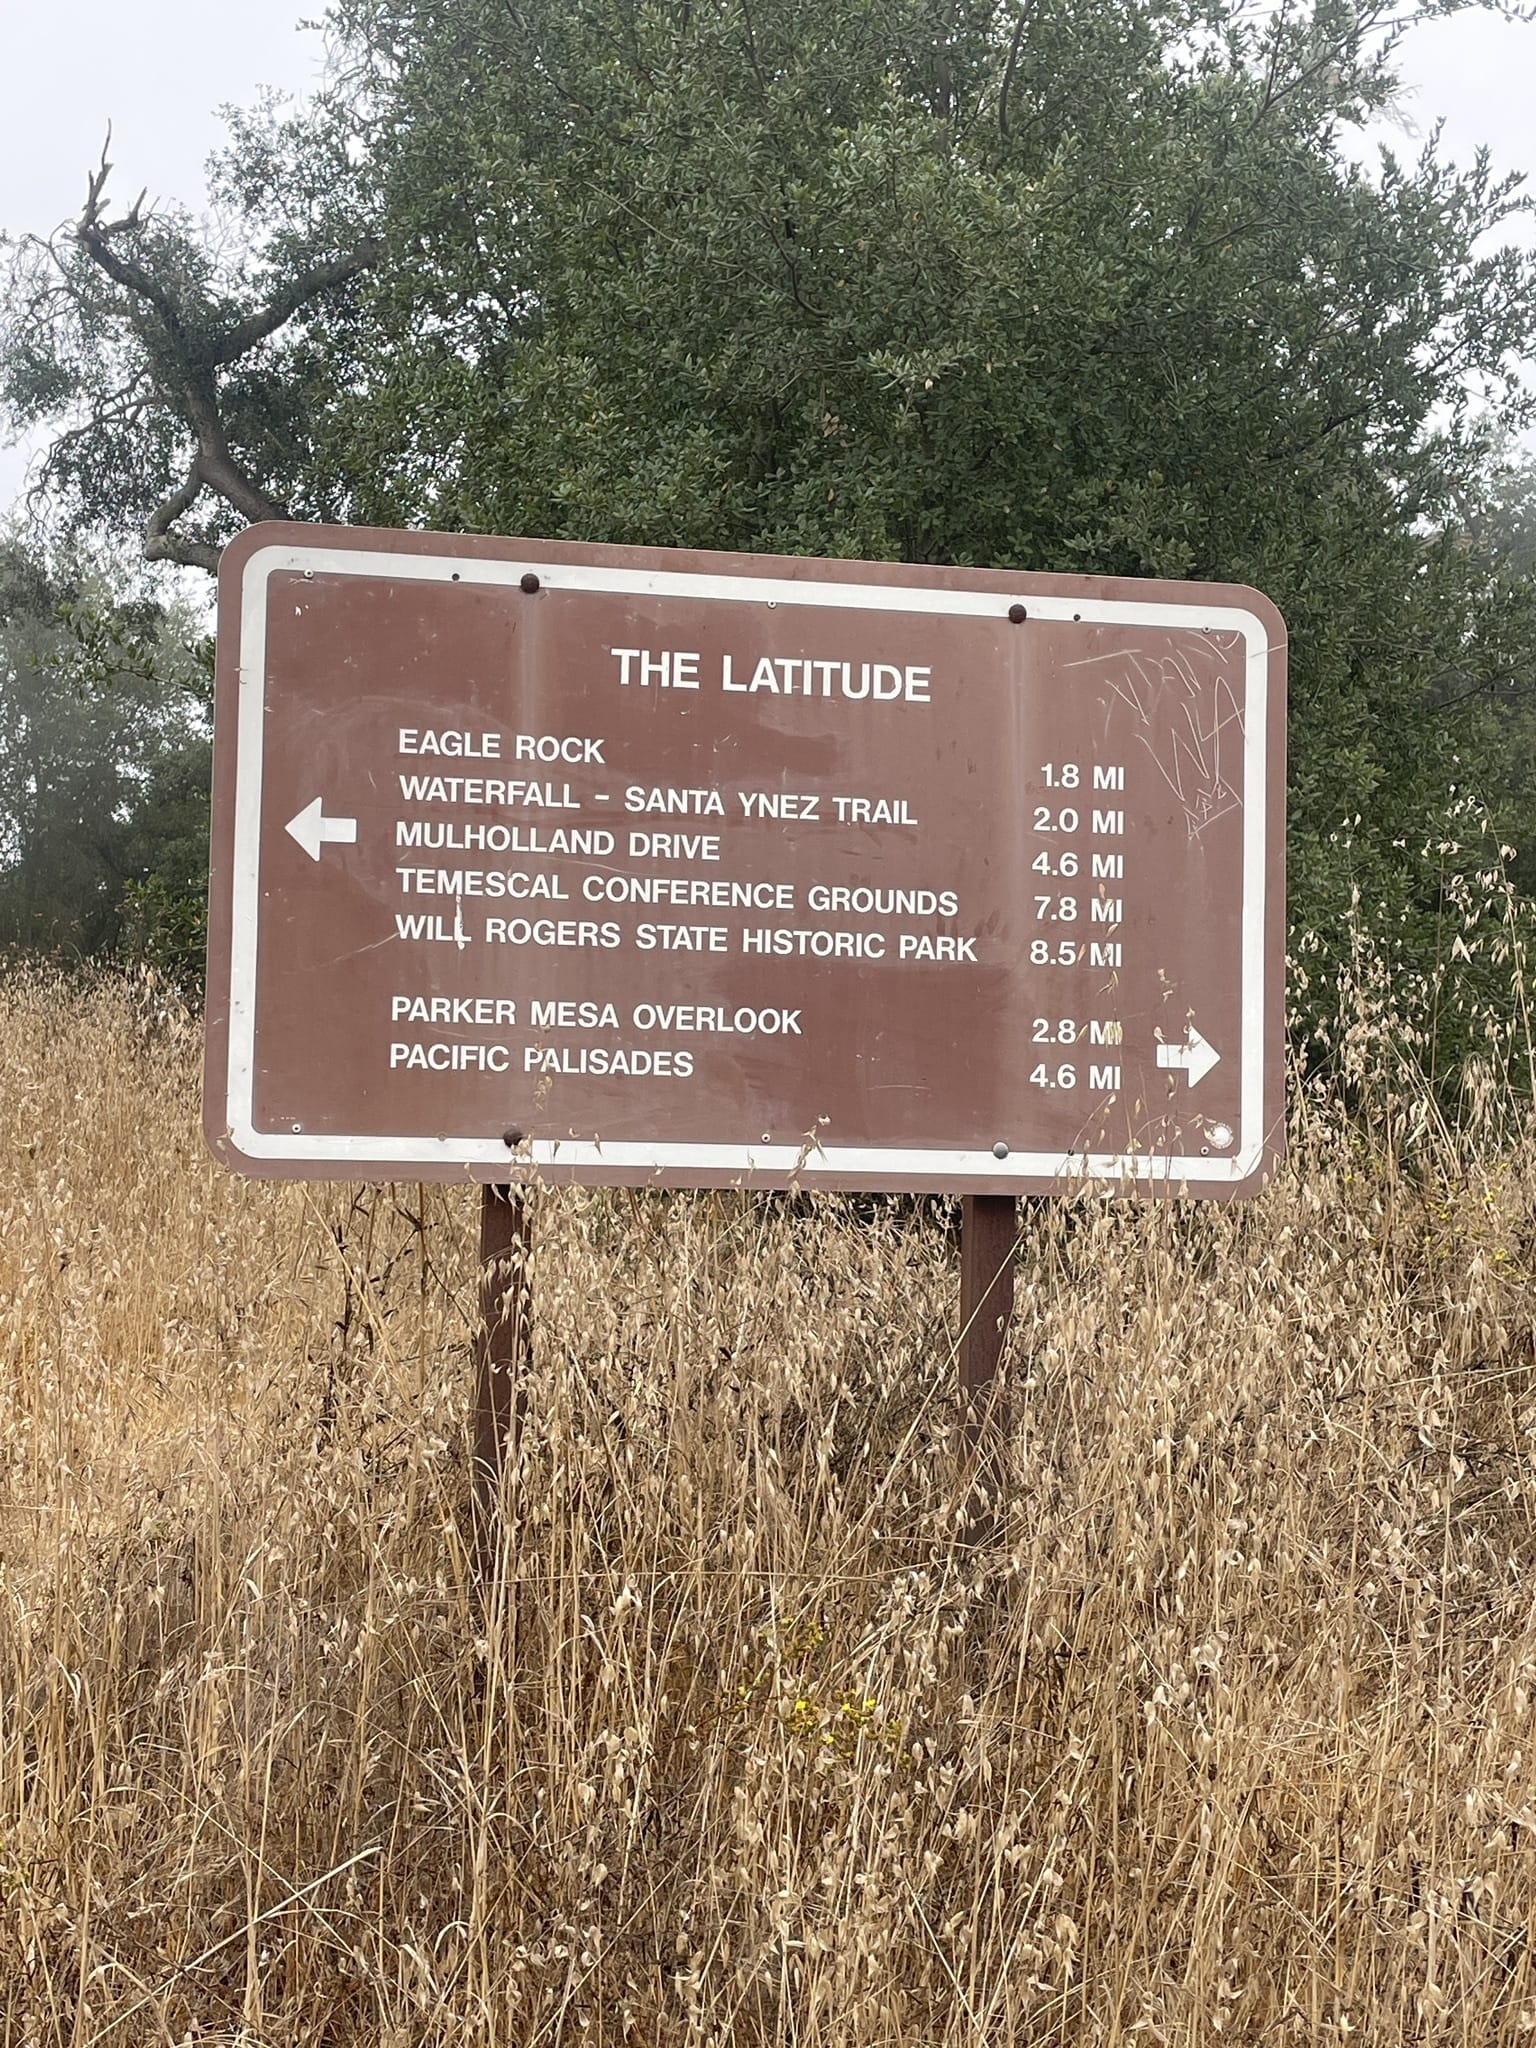 THE LATITUDE
EAGLE ROCK 1.8 MI
WATERFALL - SANTA YNEZ TRAIL 2.0 MI
MULHOLLAND DRIVE 4.6 MI
TEMESCAL CONFERENCE GROUNDS 7.8 MI
WILL ROGERS STATE HISTORIC PARK 8.5 MI
PARKER MESA OVERLOOK 2.8 MI
PACIFIC PALISADES 4.6 MI